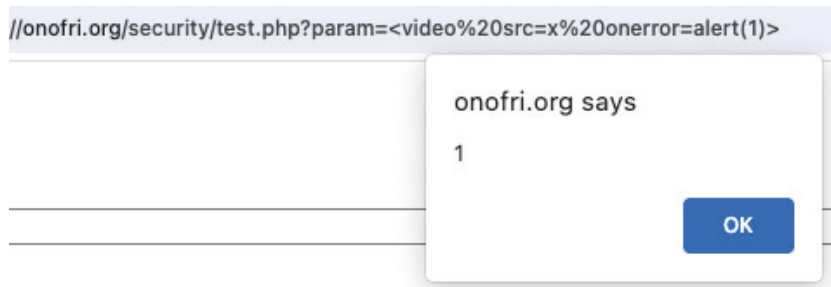 //onofri.org/security/test.php?param=<video%20src=x%20onerror=alert(1)>
onofri.org says
1
OK